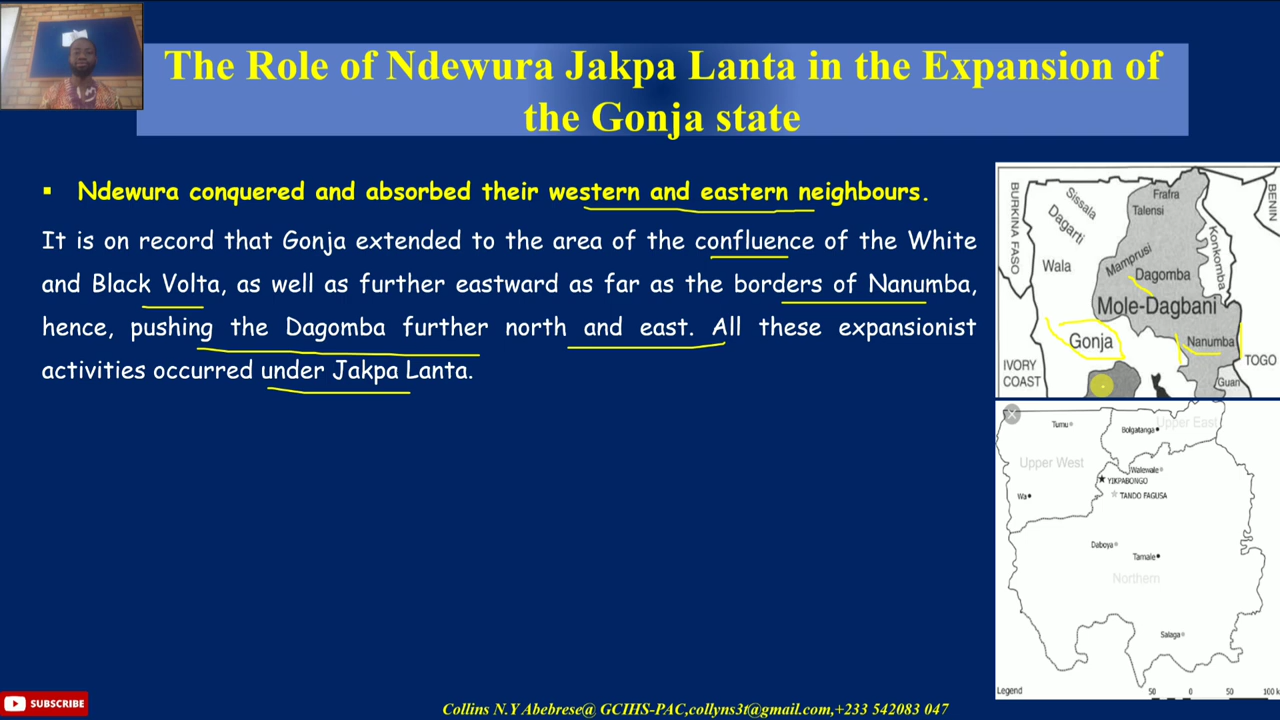 The Role of Ndewura Jakpa Lanta in the Expansion of
the Gonja state
▪ Ndewura conquered and absorbed their western and eastern neighbours.
It is on record that Gonja extended to the area of the confluence of the White
and Black Volta, as well as further eastward as far as the borders of Nanumba,
hence, pushing the Dagomba further north and east. All these expansionist
activities occurred under Jakpa Lanta.
BURKINA FASO
Sissala
Dagarti
Wala
Frafra
Talensi
Mamprusi
Dagomba
Konkomba
BENIN
Mole-Dagbani
Gonja
Nanumba
IVORY
COAST
TOGO
Guan
Tumu
Bolgatanga
Upper East
Upper West
Walewale
YIKPABONGO
Wa
TANDO FAGUSA
Daboya
Tamale
Northern
Salaga
Legend
50 0 50 100 k
SUBSCRIBE
Collins N.Y Abebrese@ GCIHS-PAC,collyns3t@gmail.com,+233 542083 047